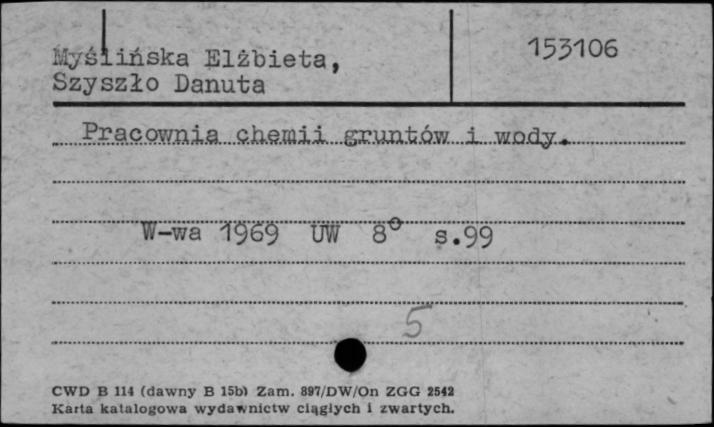 Myślińska Elżbieta,
153106
Szyszło Danuta
Pracownia chemii gruntów i wody.
W-wa 1969 UW 8° s.99
5
CWD B 114 (dawny B 15b) Zam. 897/DW/On ZGG 2542
Karta katalogowa wydawnictw ciągłych i zwartych.